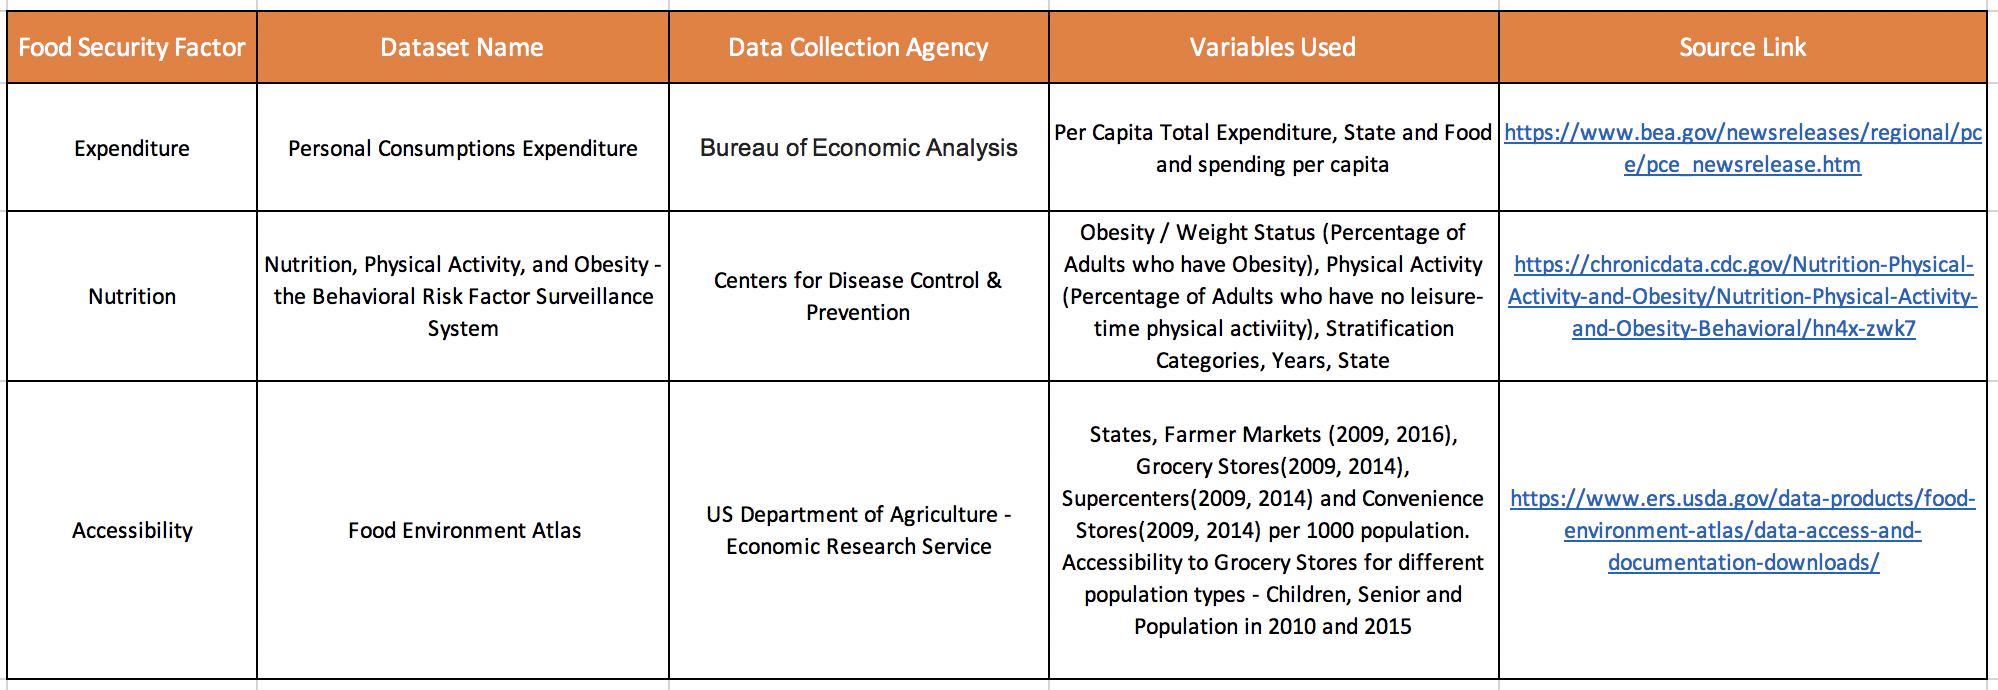 Food Security Factor
Dataset Name
Data Collection Agency
Variables Used
Source Link
Expenditure
Personal Consumptions Expenditure
Bureau of Economic Analysis
Per Capita Total Expenditure, State and Food
and spending per capita
https://www.bea.gov/newsreleases/regional/pc
e/pce_newsrelease.htm
Nutrition
Nutrition, Physical Activity, and Obesity -
the Behavioral Risk Factor Surveillance
System
Centers for Disease Control &
Prevention
Obesity / Weight Status (Percentage of
Adults who have Obesity), Physical Activity
(Percentage of Adults who have no leisure-
time physical activiity), Stratification
Categories, Years, State
https://chronicdata.cdc.gov/Nutrition-Physical-
Activity-and-Obesity/Nutrition-Physical-Activity-
and-Obesity-Behavioral/hn4x-zwk7
Accessibility
Food Environment Atlas
US Department of Agriculture -
Economic Research Service
States, Farmer Markets (2009, 2016),
Grocery Stores(2009, 2014),
Supercenters(2009, 2014) and Convenience
Stores(2009, 2014) per 1000 population.
Accessibility to Grocery Stores for different
population types - Children, Senior and
Population in 2010 and 2015
https://www.ers.usda.gov/data-products/food-
environment-atlas/data-access-and-
documentation-downloads/